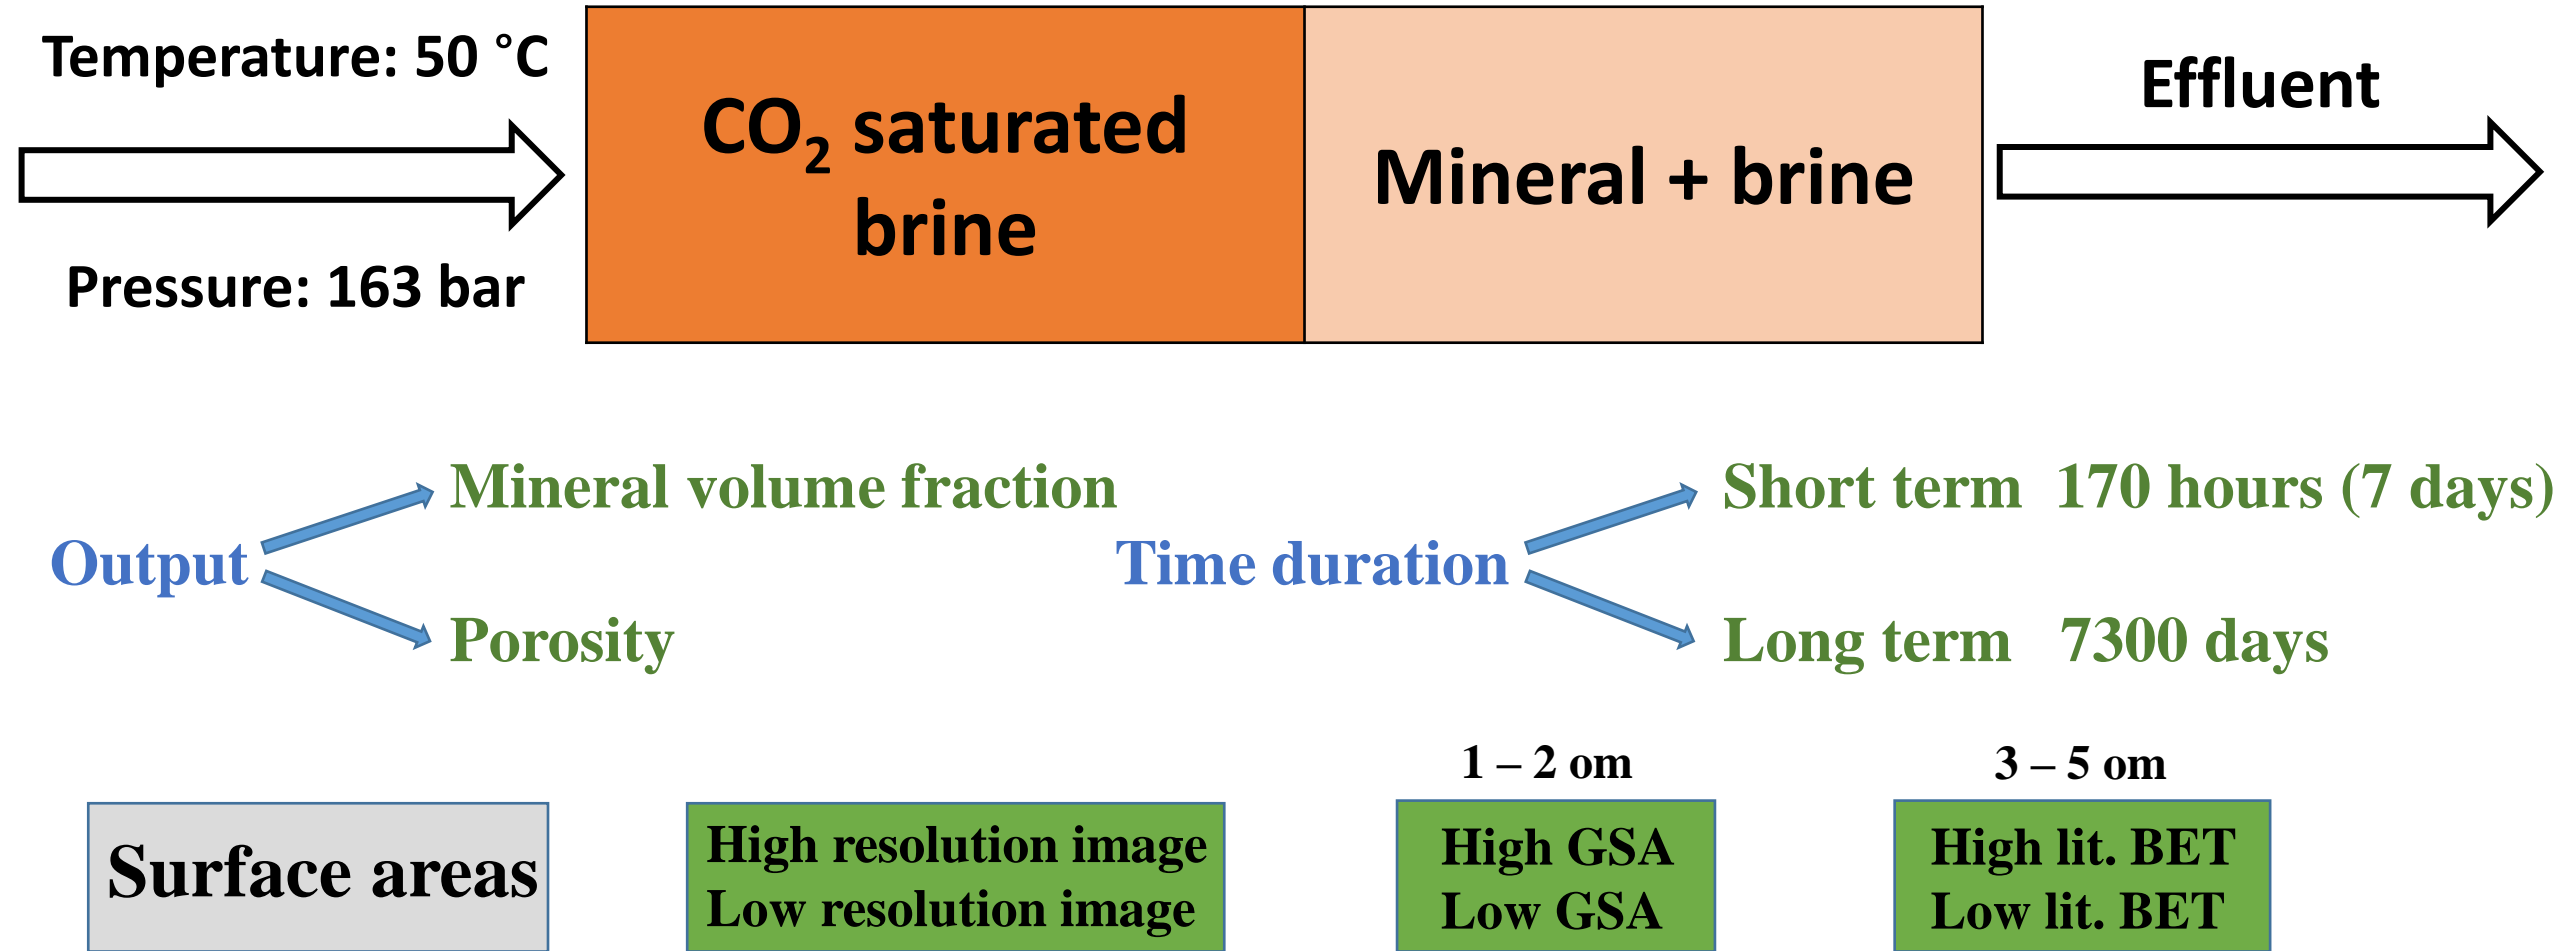 Temperature: 50 °C
Pressure: 163 bar
CO₂ saturated
brine
Mineral + brine
Effluent
Output
Mineral volume fraction
Porosity
Time duration
Short term 170 hours (7 days)
Long term 7300 days
Surface areas
High resolution image
Low resolution image
1 – 2 om
High GSA
Low GSA
3 – 5 om
High lit. BET
Low lit. BET